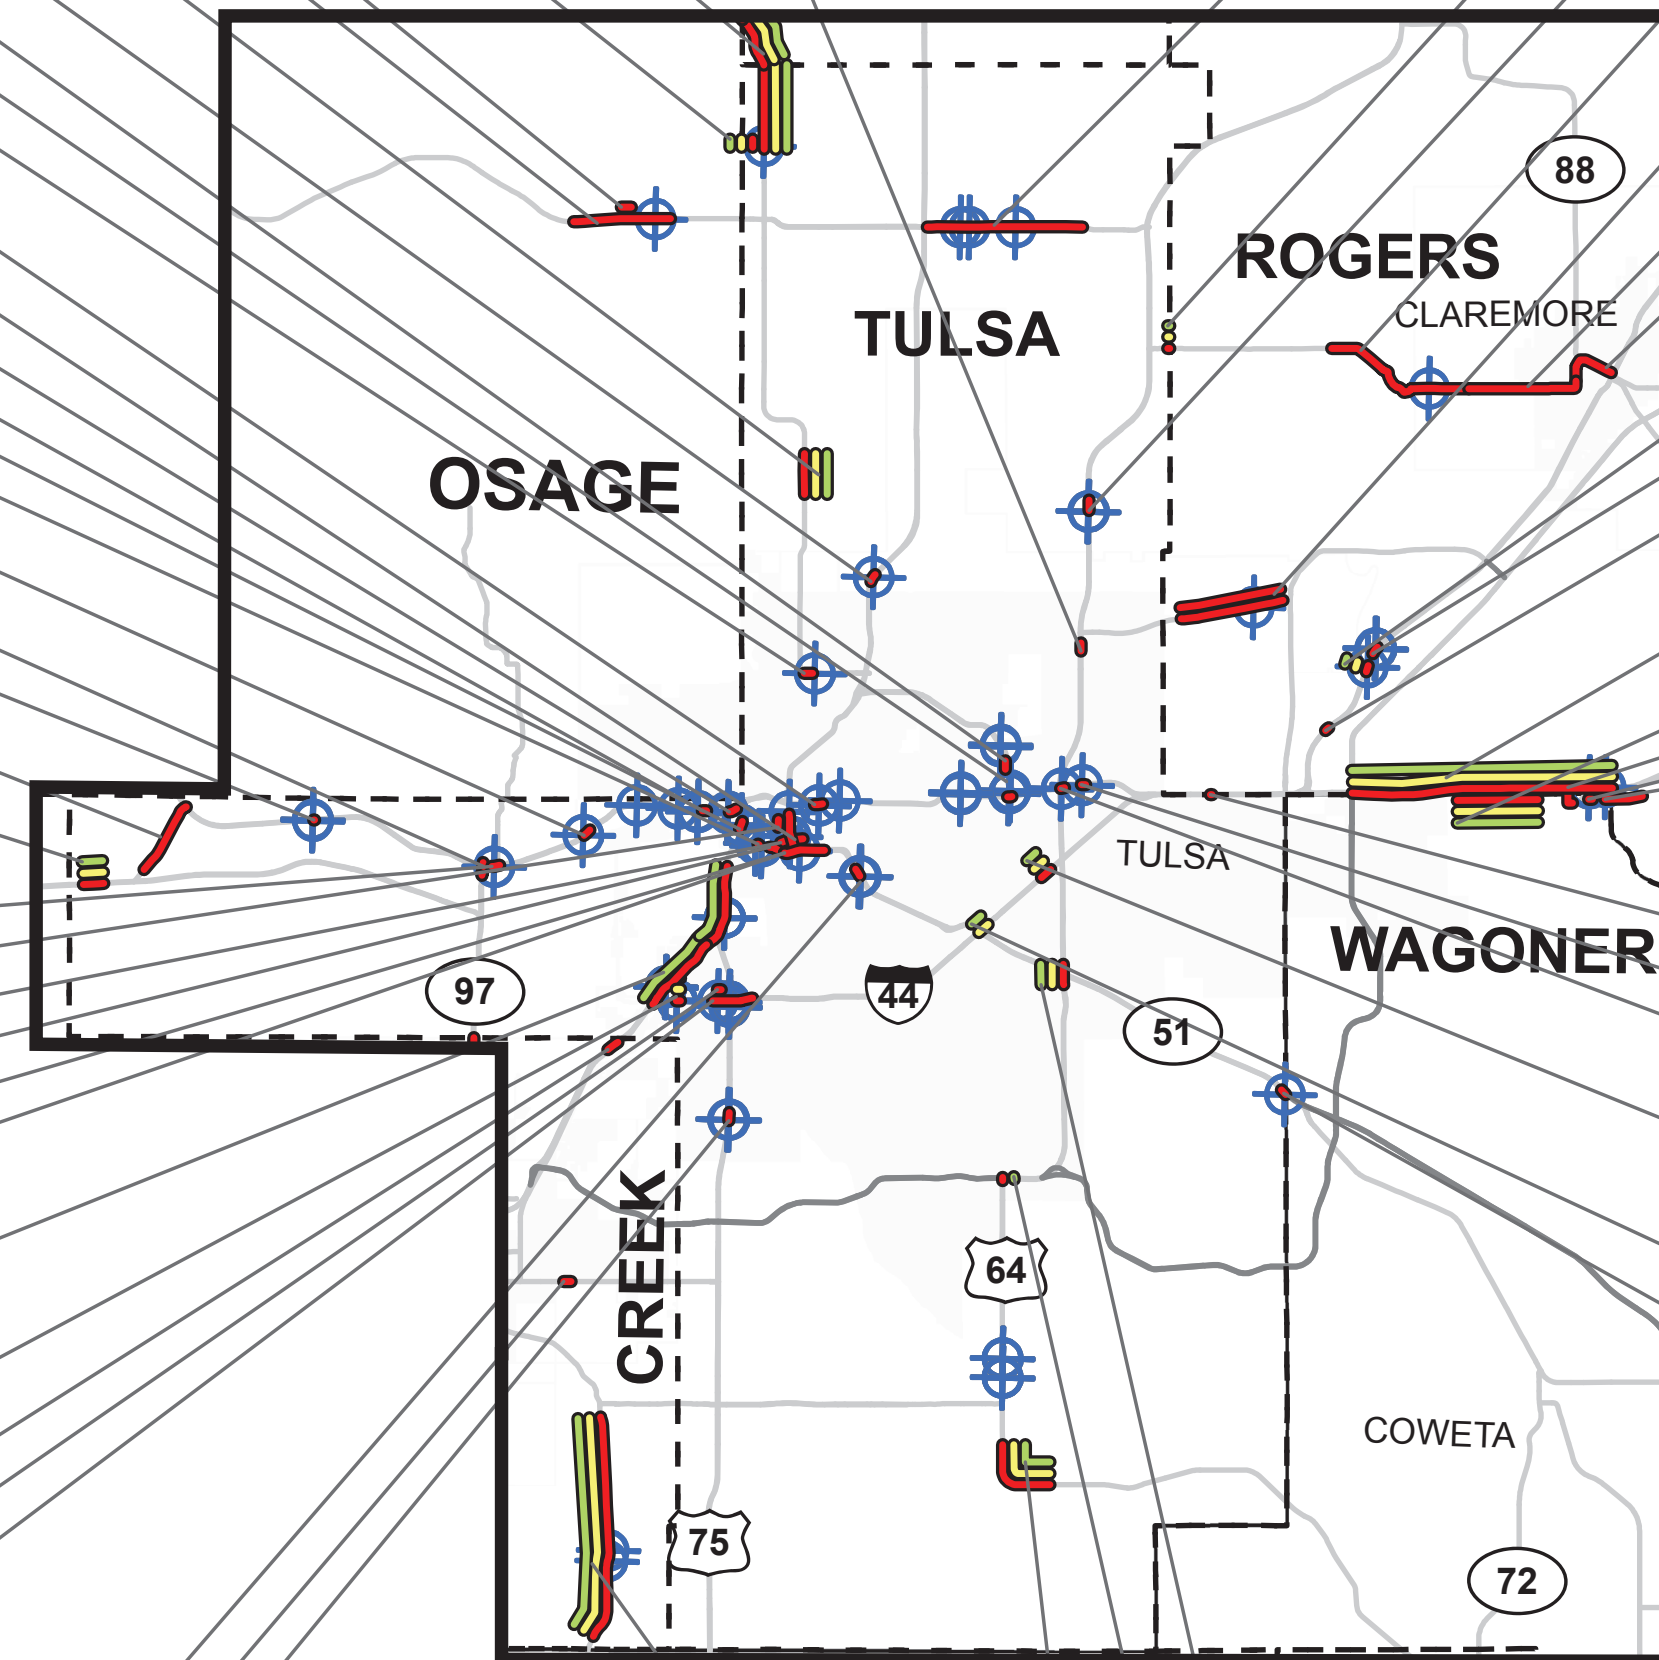 88
ROGERS
CLAREMORE
TULSA
OSAGE
TULSA
WAGONER
97
44
51
CREEK
64
COWETA
75
72